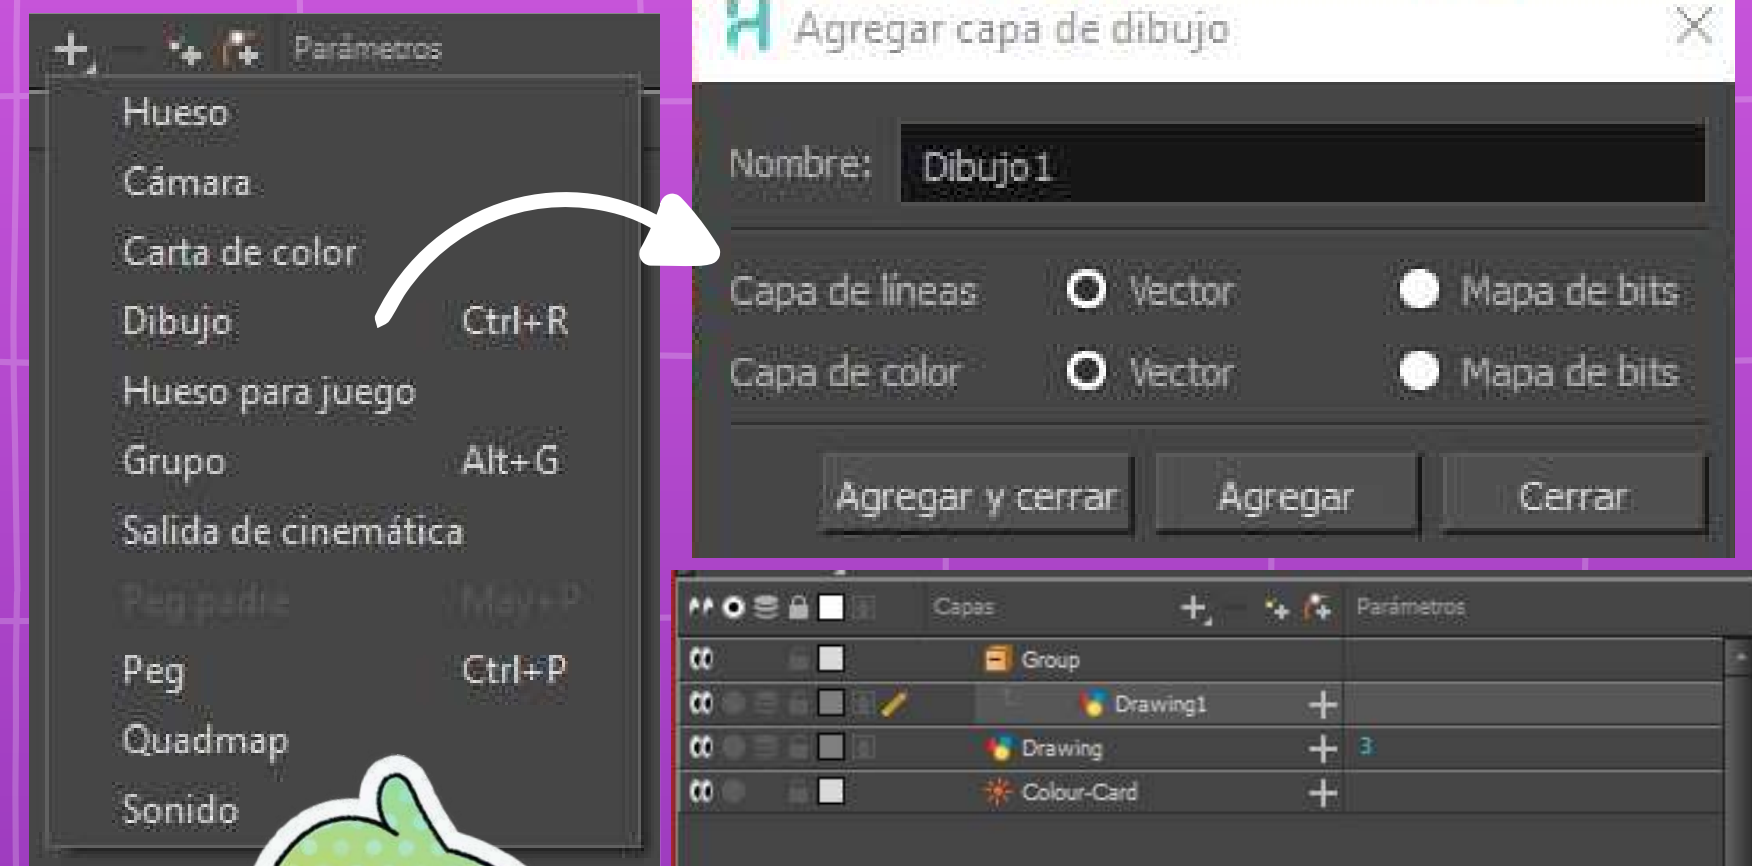 Parámetros
Hueso
Cámara
Carta de color
Dibujo Ctrl+R
Hueso para juego
Grupo Alt+G
Salida de cinemática
Peg padre May+P
Peg Ctrl+P
Quadmap
Sonido
Agregar capa de dibujo
Nombre: Dibujo1
Capa de líneas Vector Mapa de bits
Capa de color Vector Mapa de bits
Agregar y cerrar Agregar Cerrar
Capas Parámetros
Group
Drawing1
Drawing 3
Colour-Card